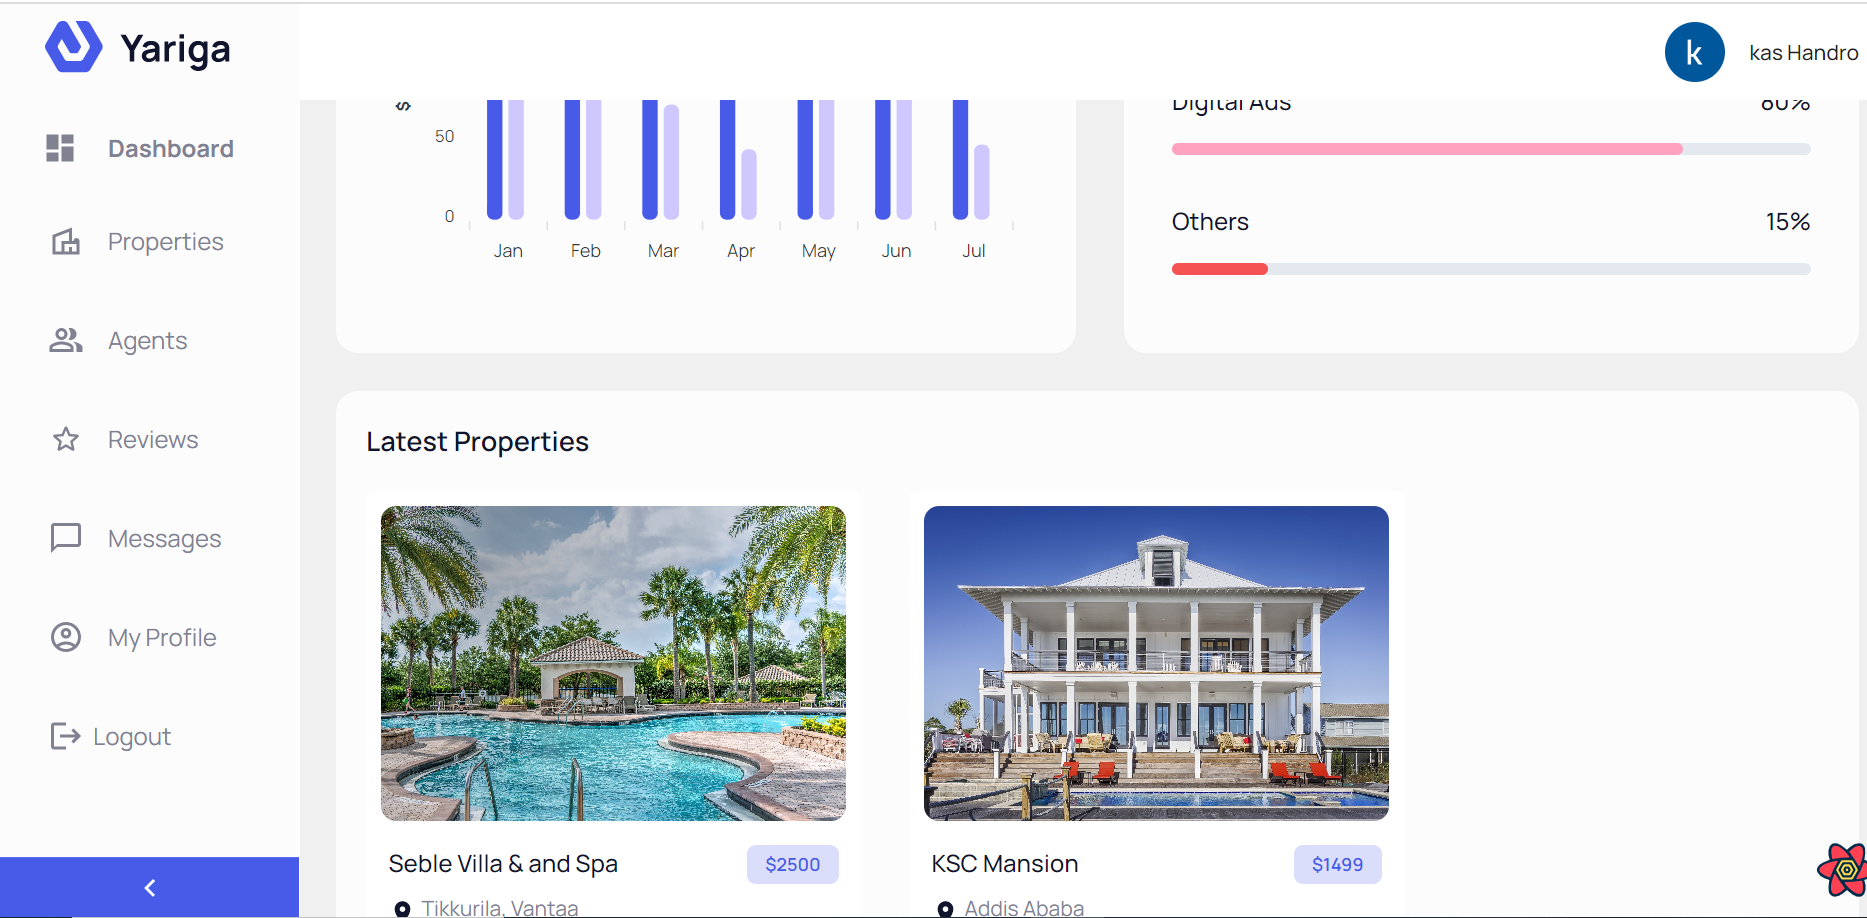 Yariga
Dashboard
Properties
Agents
Reviews
Messages
My Profile
Logout
k
kas Handro
$
50
0
Jan Feb Mar Apr May Jun Jul
Digital Ads 80%
Others 15%
Latest Properties
Seble Villa & and Spa $2500
Tikkurila, Vantaa
KSC Mansion $1499
Addis Ababa